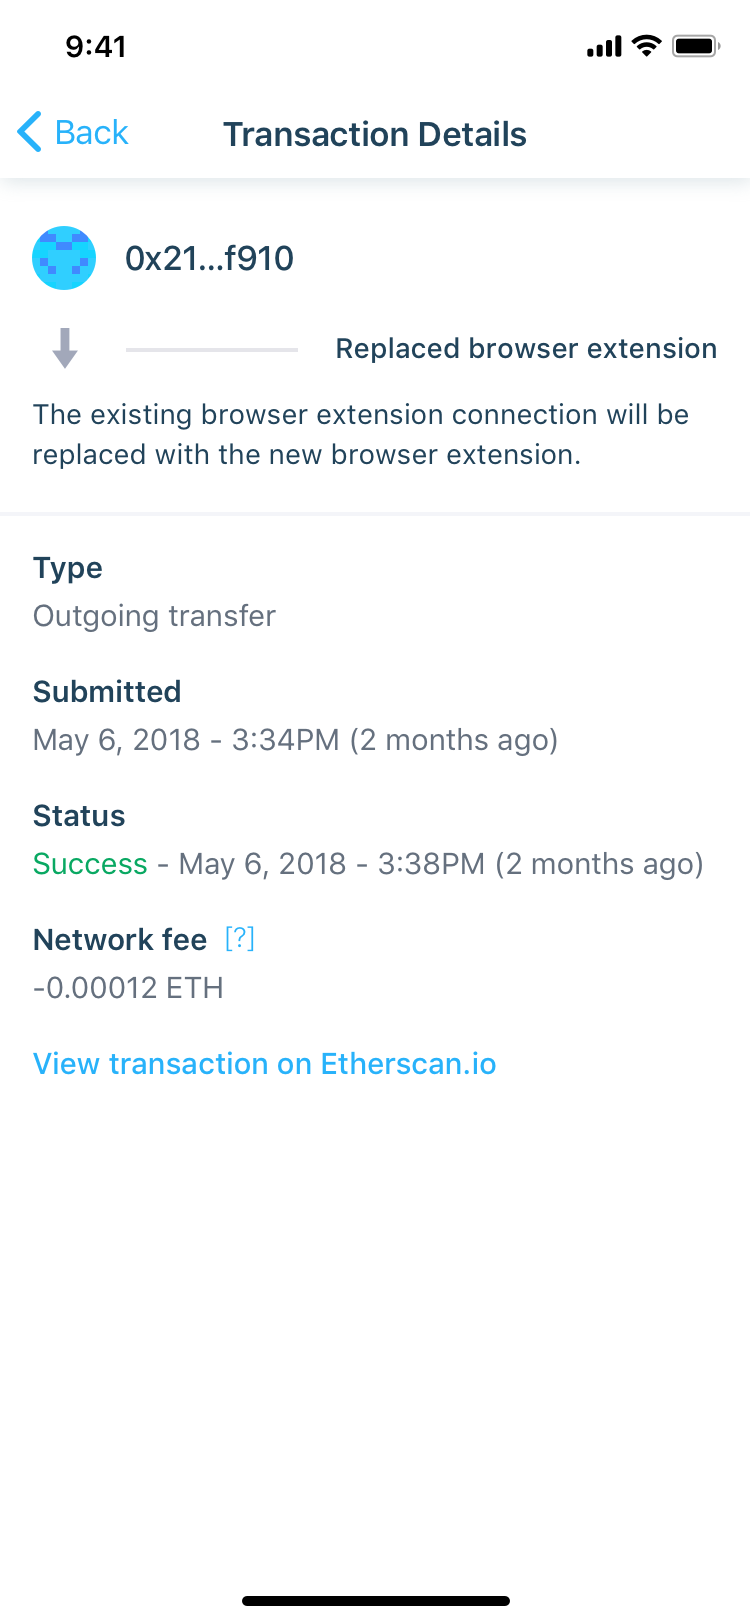 9:41
Back
Transaction Details
0x21...f910
Replaced browser extension
The existing browser extension connection will be
replaced with the new browser extension.
Type
Outgoing transfer
Submitted
May 6, 2018 - 3:34PM (2 months ago)
Status
Success - May 6, 2018 - 3:38PM (2 months ago)
Network fee [?]
-0.00012 ETH
View transaction on Etherscan.io